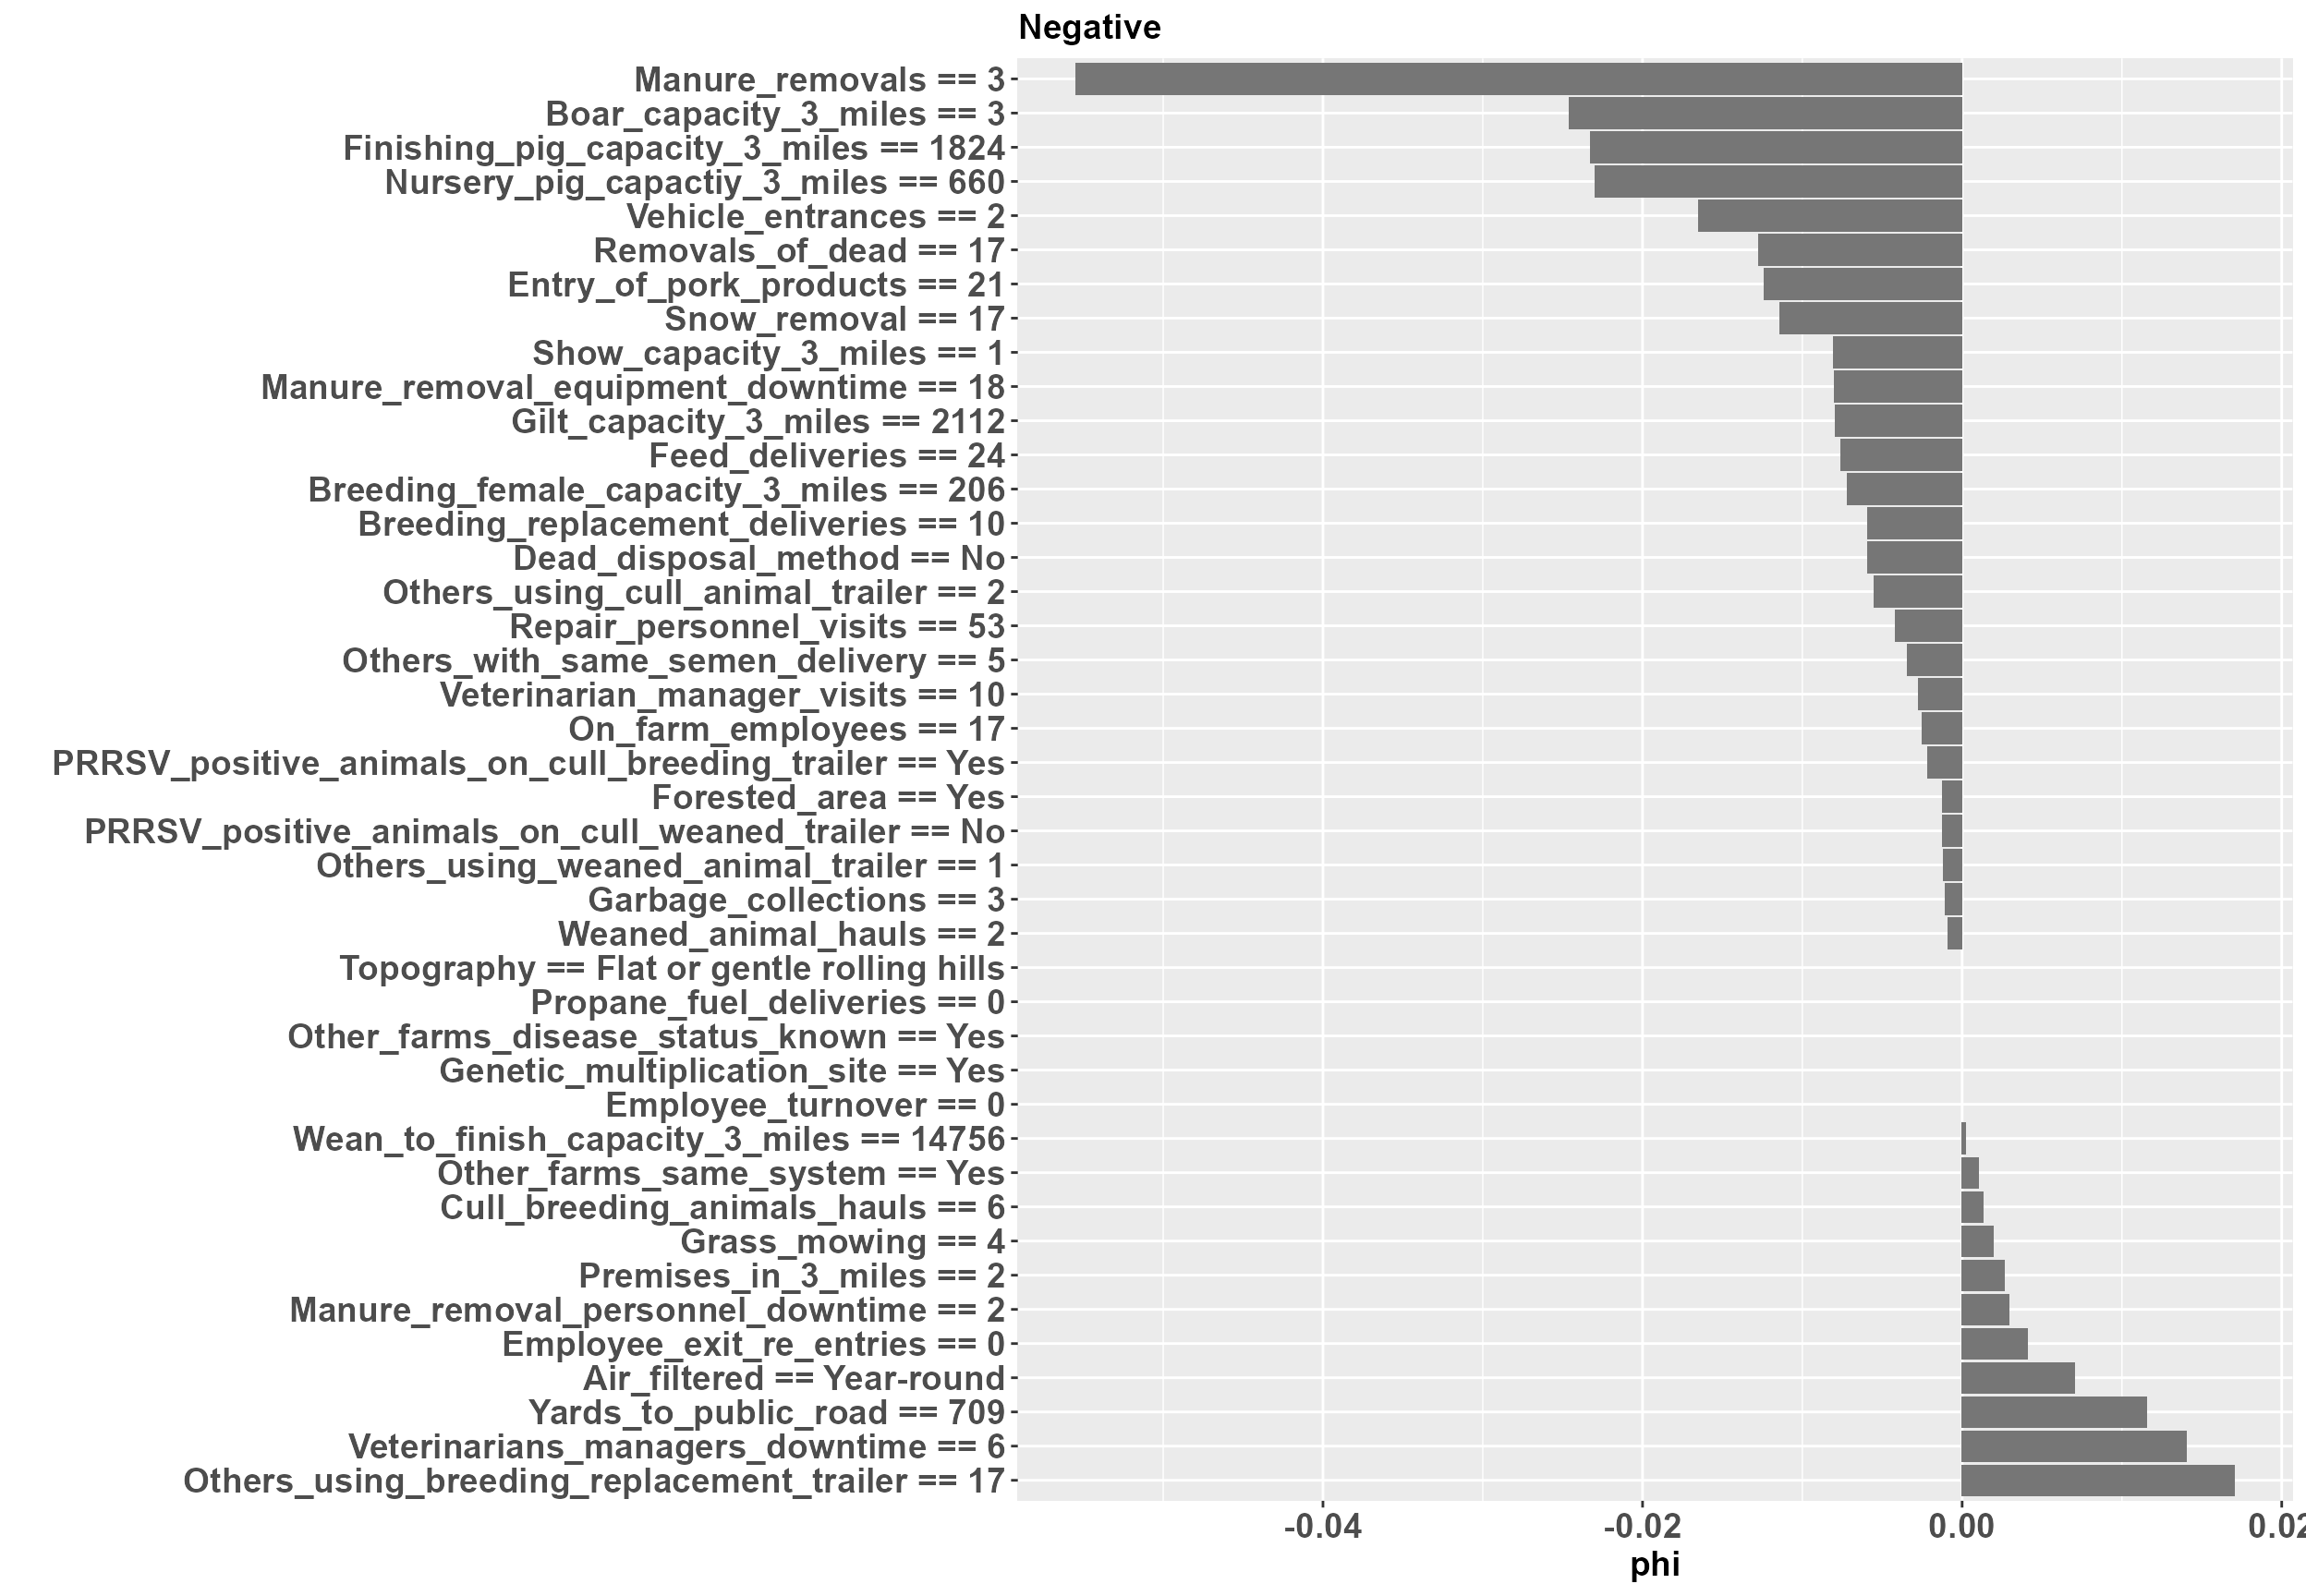 Negative
Manure_removals == 3
Boar_capacity_3_miles == 3
Finishing_pig_capacity_3_miles == 1824
Nursery_pig_capactiy_3_miles == 660
Vehicle_entrances == 2
Removals_of_dead == 17
Entry_of_pork_products == 21
Snow_removal == 17
Show_capacity_3_miles == 1
Manure_removal_equipment_downtime == 18
Gilt_capacity_3_miles == 2112
Feed_deliveries == 24
Breeding_female_capacity_3_miles == 206
Breeding_replacement_deliveries == 10
Dead_disposal_method == No
Others_using_cull_animal_trailer == 2
Repair_personnel_visits == 53
Others_with_same_semen_delivery == 5
Veterinarian_manager_visits == 10
On_farm_employees == 17
PRRSV_positive_animals_on_cull_breeding_trailer == Yes
Forested_area == Yes
PRRSV_positive_animals_on_cull_weaned_trailer == No
Others_using_weaned_animal_trailer == 1
Garbage_collections == 3
Weaned_animal_hauls == 2
Topography == Flat or gentle rolling hills
Propane_fuel_deliveries == 0
Other_farms_disease_status_known == Yes
Genetic_multiplication_site == Yes
Employee_turnover == 0
Wean_to_finish_capacity_3_miles == 14756
Other_farms_same_system == Yes
Cull_breeding_animals_hauls == 6
Grass_mowing == 4
Premises_in_3_miles == 2
Manure_removal_personnel_downtime == 2
Employee_exit_re_entries == 0
Air_filtered == Year-round
Yards_to_public_road == 709
Veterinarians_managers_downtime == 6
Others_using_breeding_replacement_trailer == 17
-0.04 -0.02 0.00 0.02
phi